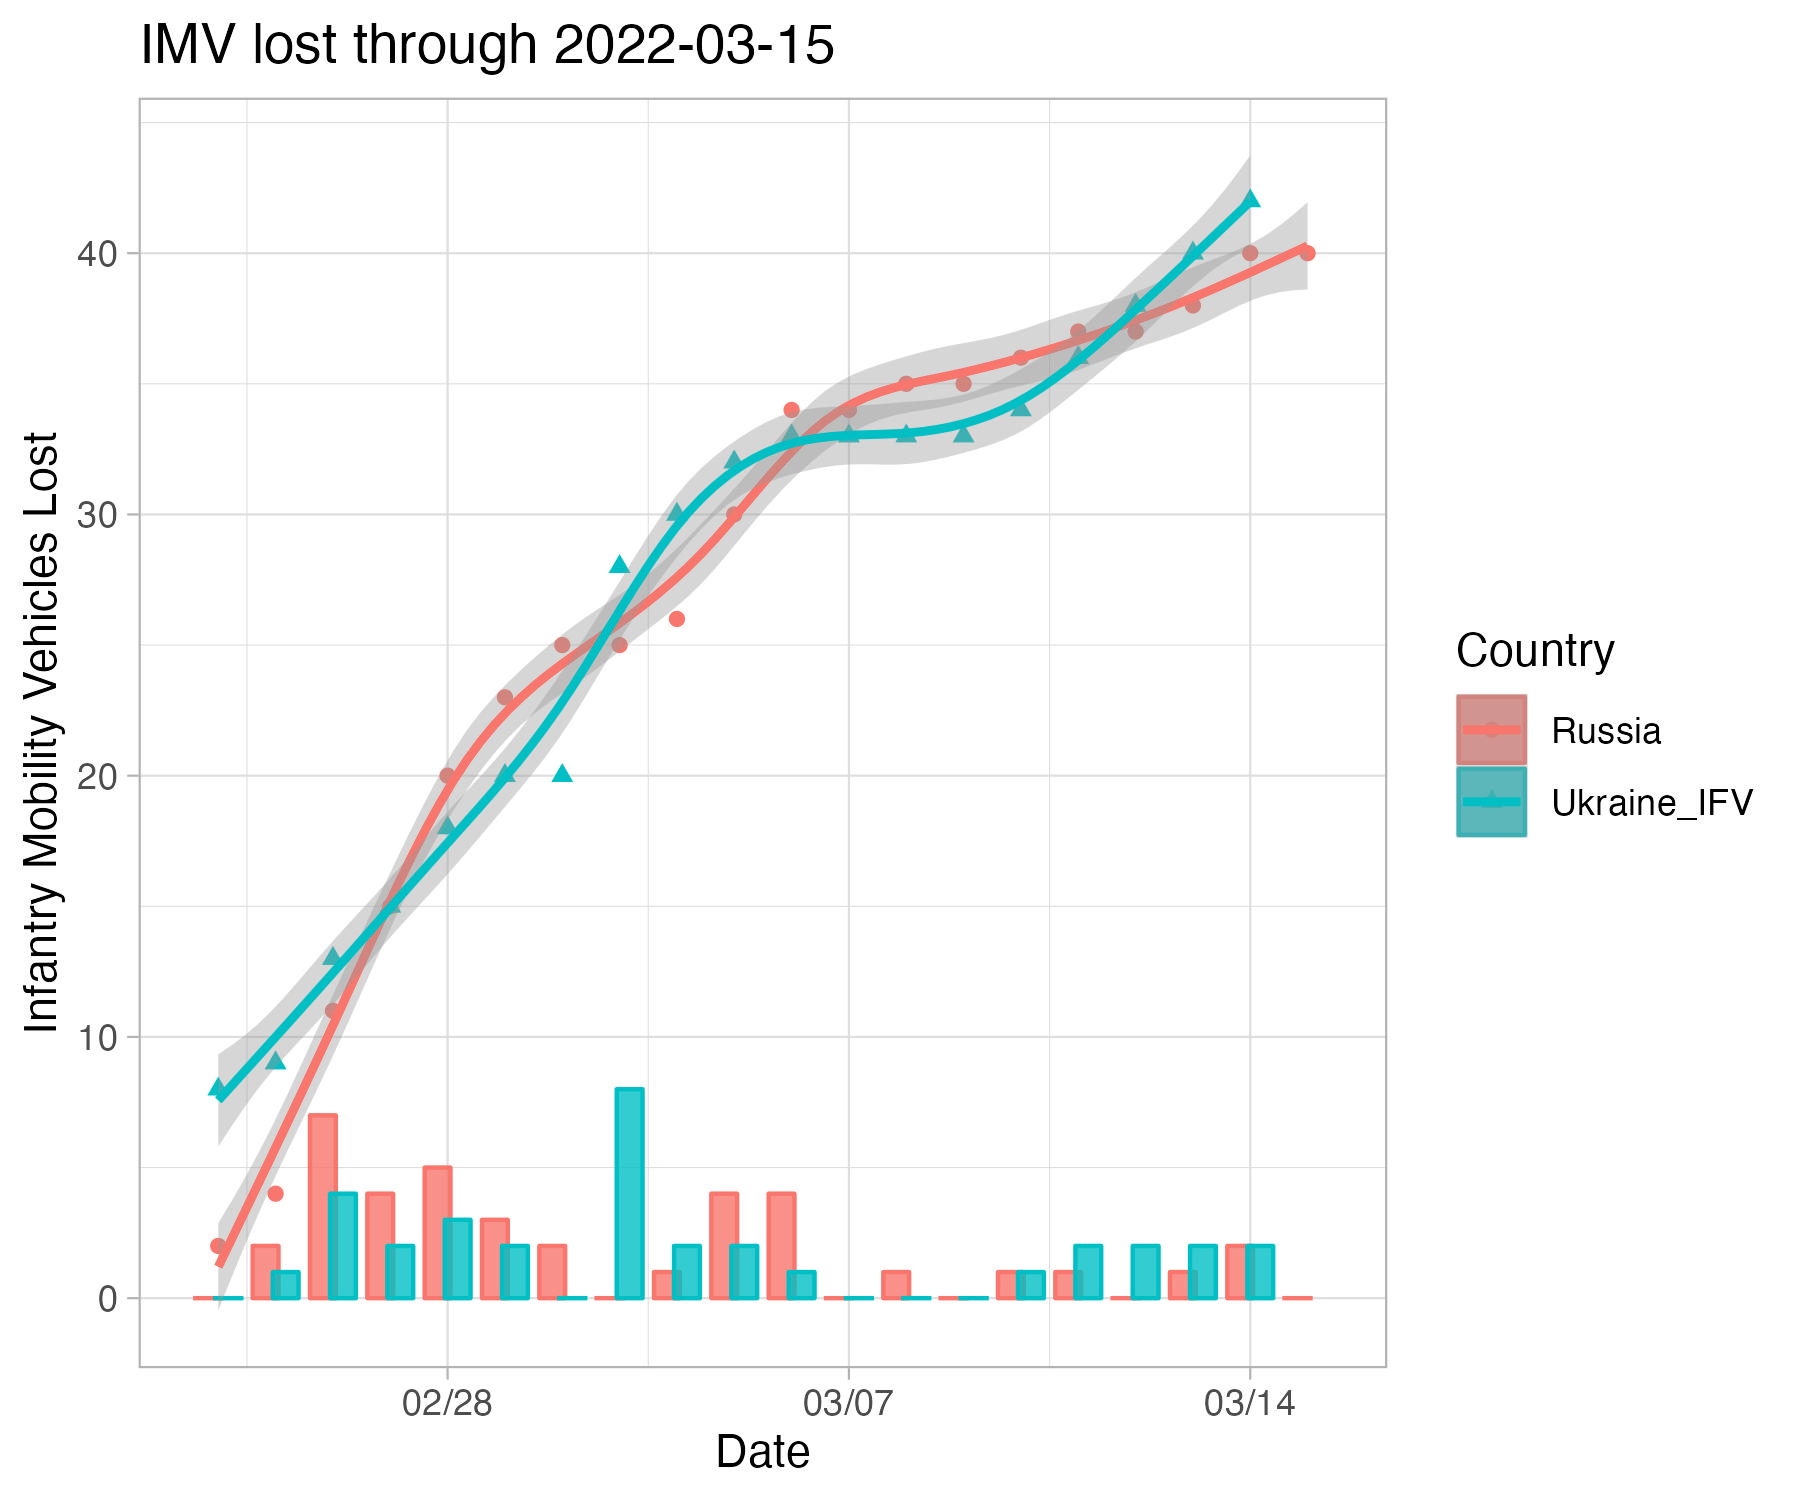 IMV lost through 2022-03-15
Infantry Mobility Vehicles Lost
40
30
20
10
0
02/28
03/07
03/14
Date
Country
Russia
Ukraine_IFV